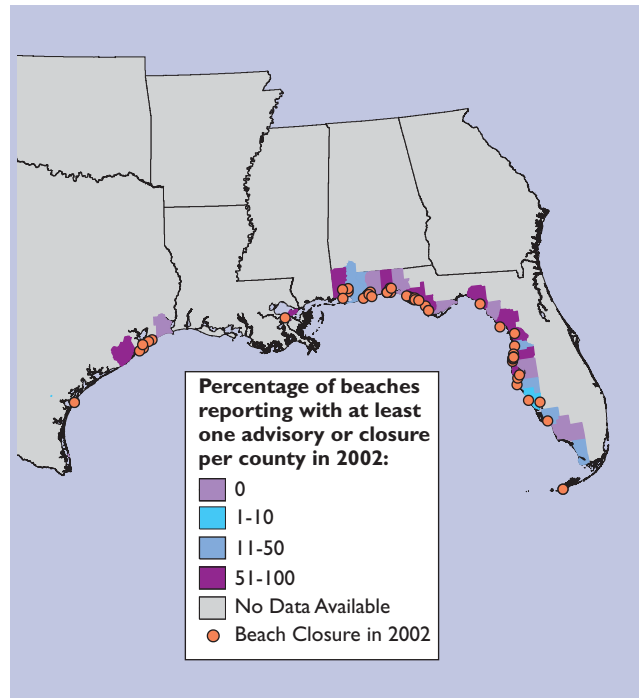 Percentage of beaches
reporting with at least
one advisory or closure
per county in 2002:
0
1-10
11-50
51-100
No Data Available
Beach Closure in 2002